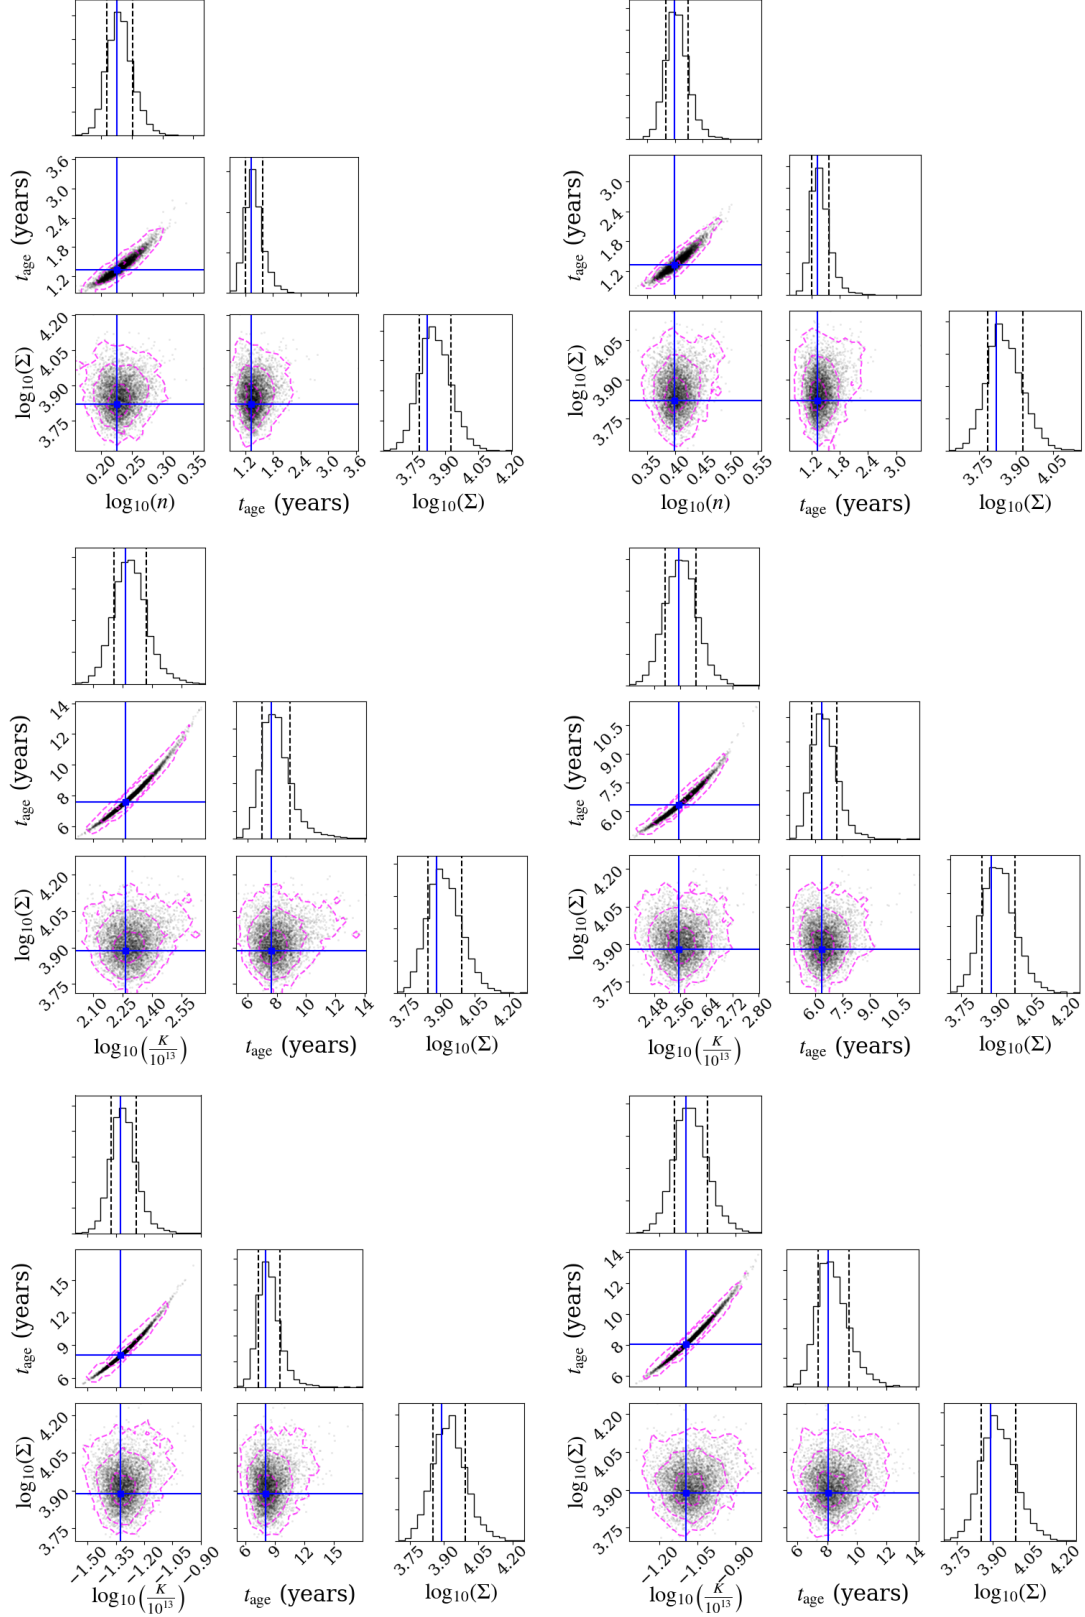 3.6
3.0
2.4
1.8
1.2
t_age (years)
3.0
2.4
1.8
1.2
t_age (years)
4.20
4.05
3.90
3.75
log10(Σ)
4.05
3.90
3.75
log10(Σ)
0.20 0.25 0.30 0.35
1.2 1.8 2.4 3.0 3.6
3.75 3.90 4.05 4.20
0.35 0.40 0.45 0.50 0.55
1.2 1.8 2.4 3.0
3.75 3.90 4.05
log10(n) t_age (years) log10(Σ)
log10(n) t_age (years) log10(Σ)
14
12
10
8
6
t_age (years)
10.5
9.0
7.5
6.0
t_age (years)
4.20
4.05
3.90
3.75
log10(Σ)
4.20
4.05
3.90
3.75
log10(Σ)
2.10 2.25 2.40 2.55
6 8 10 12 14
3.75 3.90 4.05 4.20
2.48 2.56 2.64 2.72 2.80
6.0 7.5 9.0 10.5
3.75 3.90 4.05 4.20
log10(K/10^13) t_age (years) log10(Σ)
log10(K/10^13) t_age (years) log10(Σ)
15
12
9
6
t_age (years)
14
12
10
8
6
t_age (years)
4.20
4.05
3.90
3.75
log10(Σ)
4.20
4.05
3.90
3.75
log10(Σ)
−1.50 −1.35 −1.20 −1.05 −0.90
6 9 12 15
3.75 3.90 4.05 4.20
−1.20 −1.05 −0.90
6 8 10 12 14
3.75 3.90 4.05 4.20
log10(K/10^13) t_age (years) log10(Σ)
log10(K/10^13) t_age (years) log10(Σ)